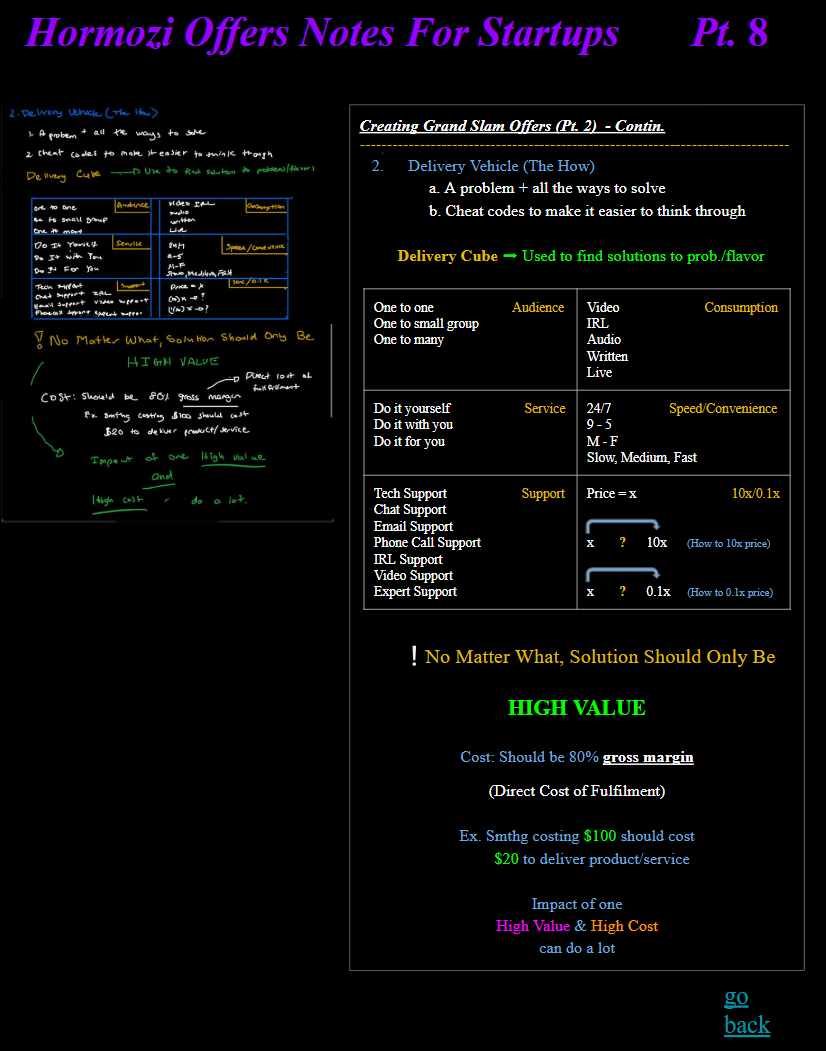 Hormozi Offers Notes For Startups Pt. 8
2. Delivery Vehicle (The How)
1. A problem + all the ways to solve
2. Cheat codes to make it easier to think through
Delivery Cube → Use to find solutions to problems/flavors
one to one
Audience
one to small group
one to many
Video IRL
Consumption
Audio
written
Live
Do It Yourself
Service
Do It with You
Do It For You
24/7
Speed/Convenience
9-5
M-F
Slow, Medium, Fast
Tech support
Support
Chat support IRL
Email support video support
Phone call support Expert support
Price = x
10x/0.1x
(10)x → ?
(1/10)x → ?
! No Matter What, Solution Should Only Be
HIGH VALUE
Direct cost of
fulfillment
Cost: Should be 80% gross margin
Ex. Smthg costing $100 should cost
$20 to deliver product/service
Impact of one High value
and
High cost - do a lot.
Creating Grand Slam Offers (Pt. 2) - Contin.
2. Delivery Vehicle (The How)
a. A problem + all the ways to solve
b. Cheat codes to make it easier to think through
Delivery Cube ➞ Used to find solutions to prob./flavor
One to one Audience
One to small group
One to many
Video Consumption
IRL
Audio
Written
Live
Do it yourself Service
Do it with you
Do it for you
24/7 Speed/Convenience
9 - 5
M - F
Slow, Medium, Fast
Tech Support Support
Chat Support
Email Support
Phone Call Support
IRL Support
Video Support
Expert Support
Price = x 10x/0.1x
x ? 10x (How to 10x price)
x ? 0.1x (How to 0.1x price)
! No Matter What, Solution Should Only Be
HIGH VALUE
Cost: Should be 80% gross margin
(Direct Cost of Fulfilment)
Ex. Smthg costing $100 should cost
$20 to deliver product/service
Impact of one
High Value & High Cost
can do a lot
go
back